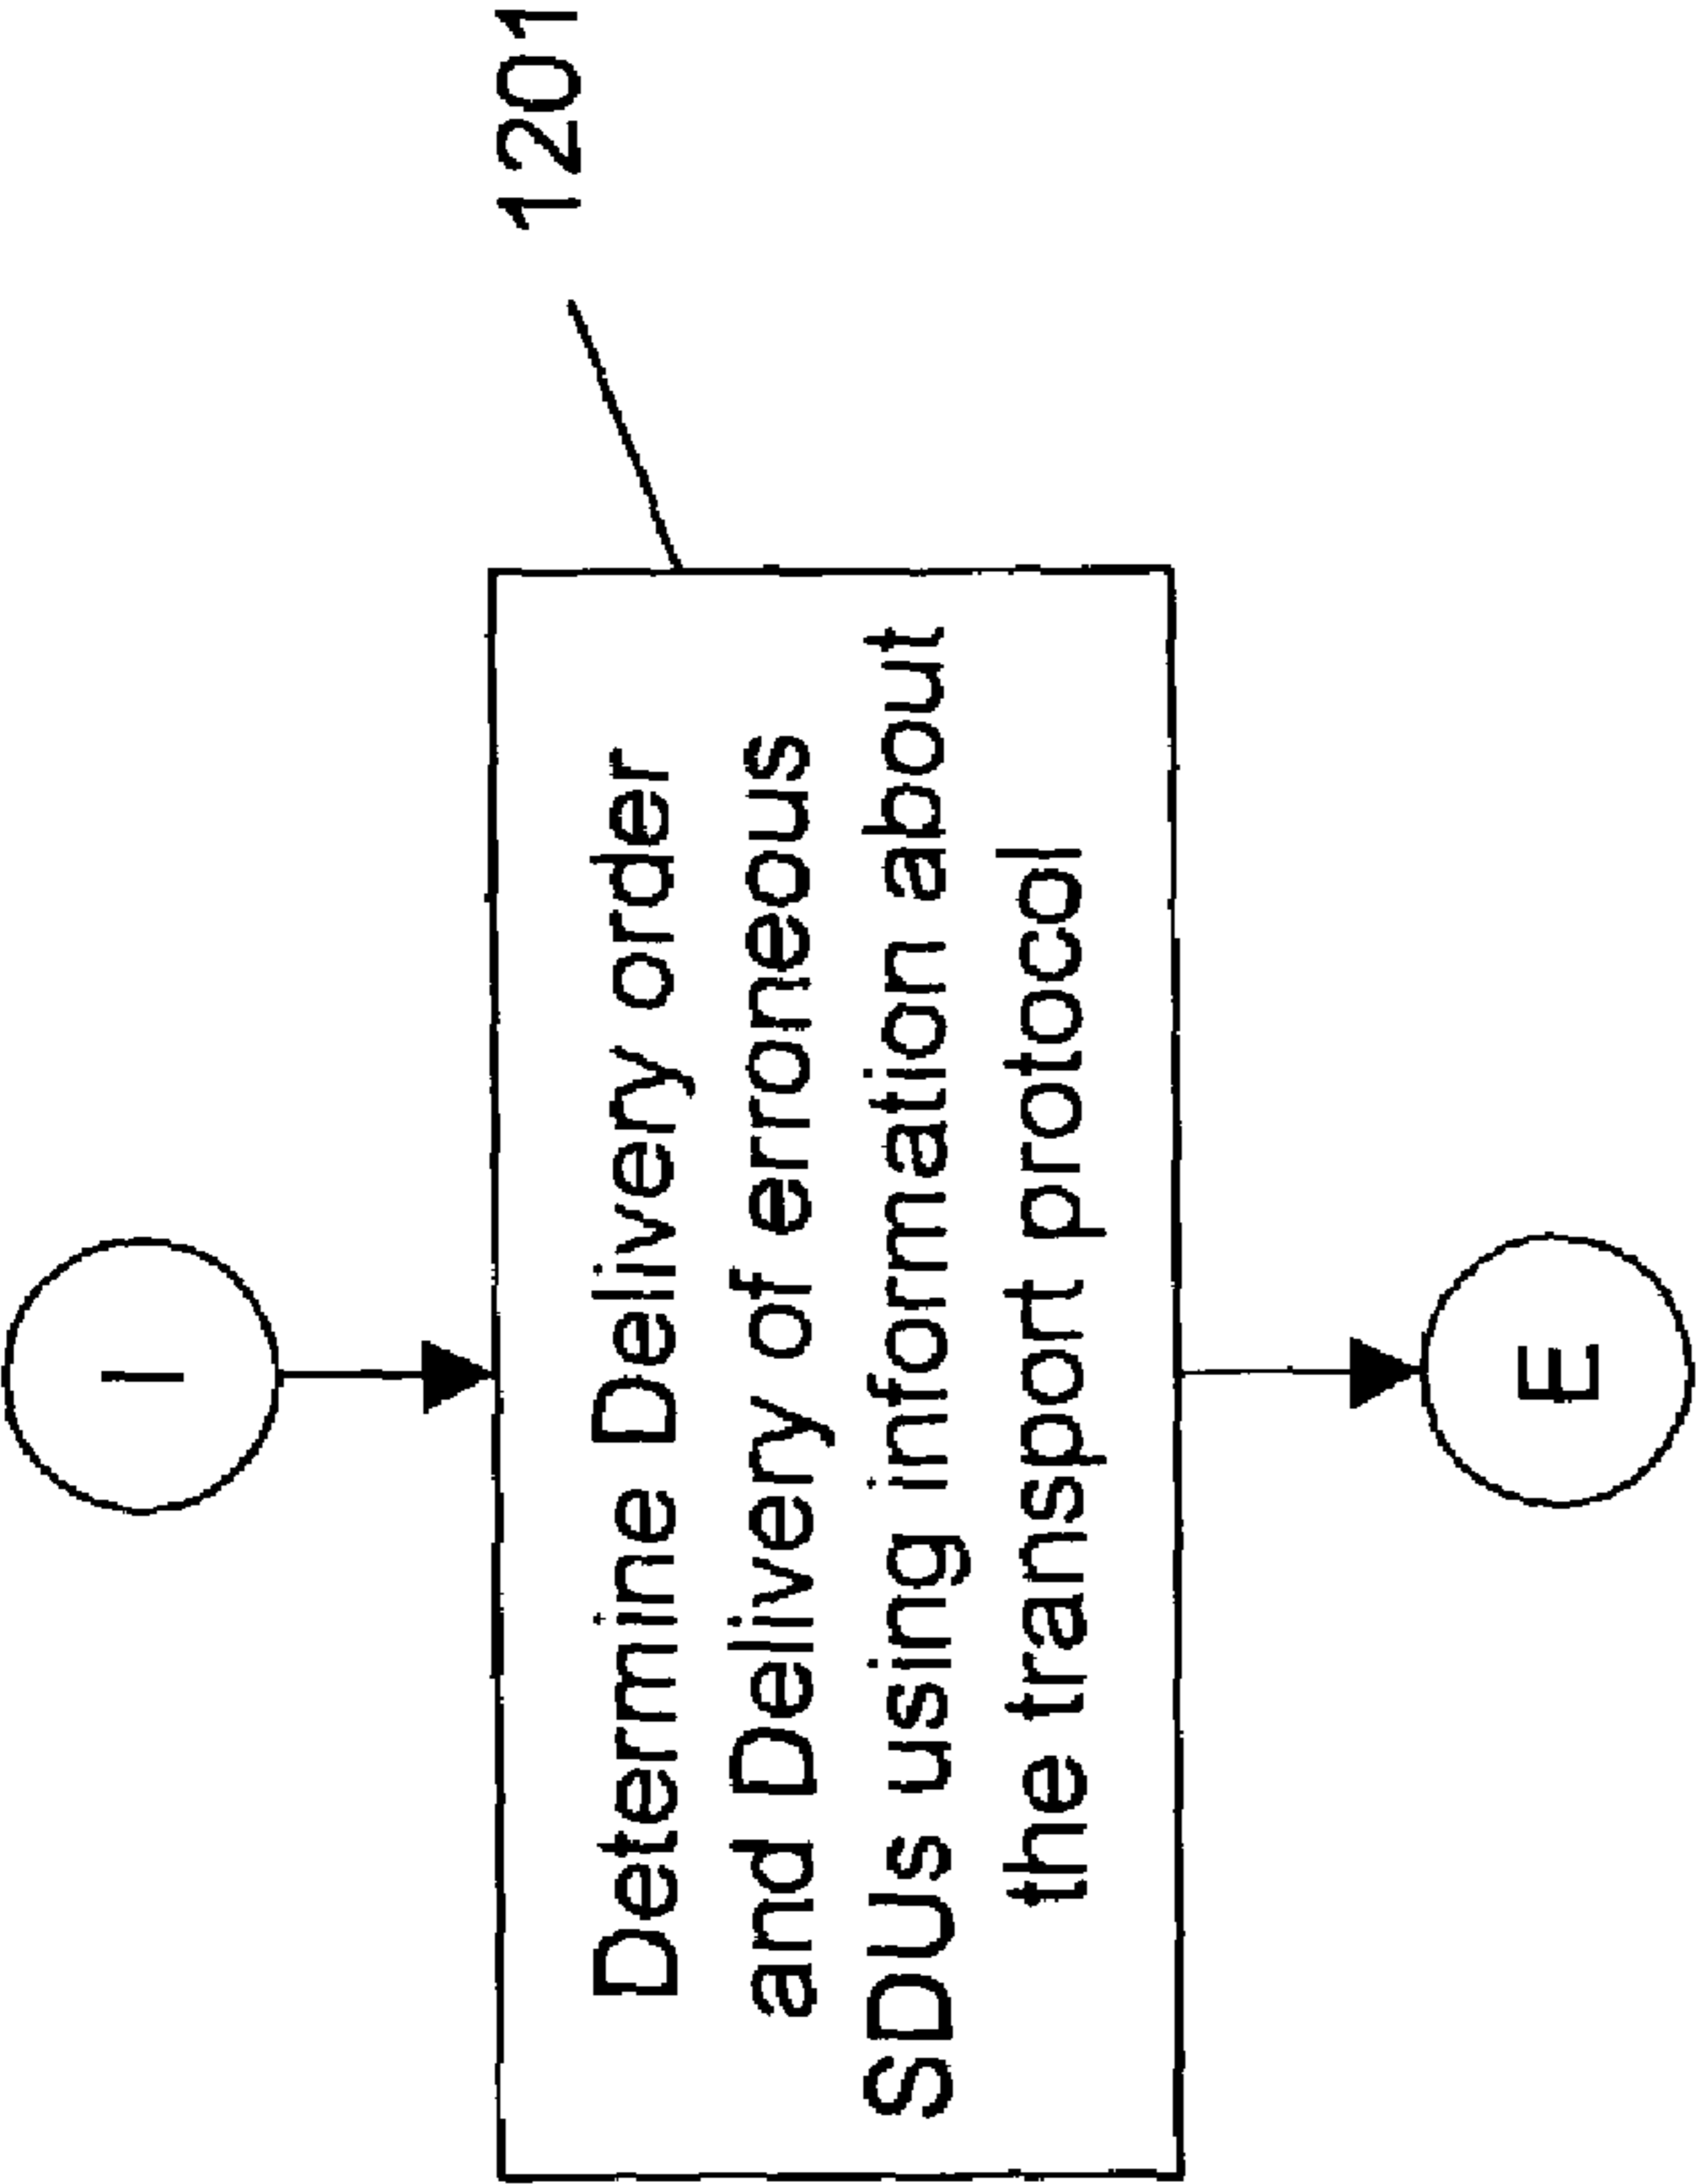 I
1201
Determine Delivery order
and Delivery of erroneous
SDUs using information about
the transport protocol
E